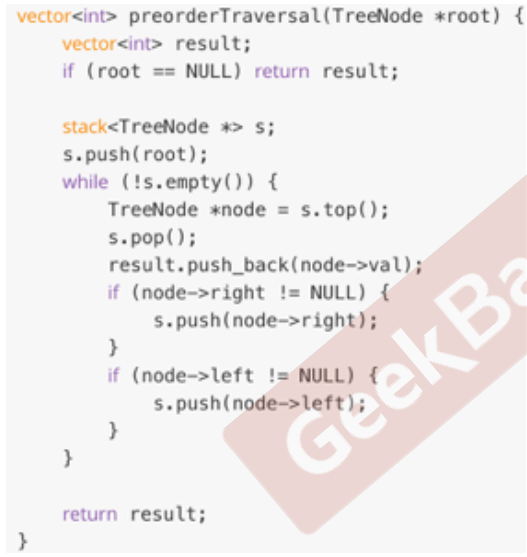 vector<int> preorderTraversal(TreeNode *root) {
    vector<int> result;
    if (root == NULL) return result;

    stack<TreeNode *> s;
    s.push(root);
    while (!s.empty()) {
        TreeNode *node = s.top();
        s.pop();
        result.push_back(node->val);
        if (node->right != NULL) {
            s.push(node->right);
        }
        if (node->left != NULL) {
            s.push(node->left);
        }
    }

    return result;
}
GeekBa